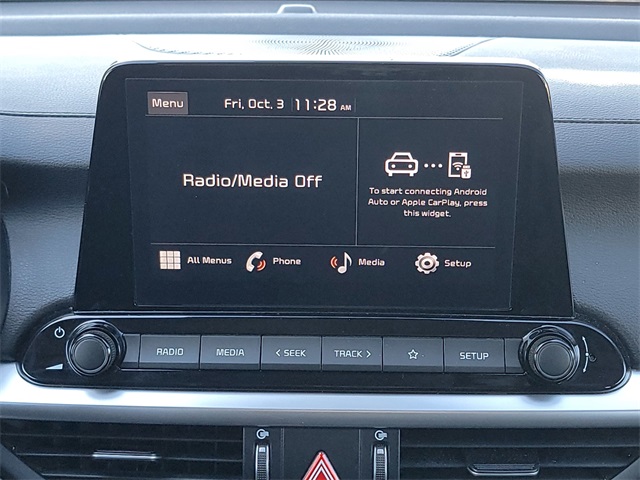 Menu
Fri, Oct. 3 11:28 AM
Radio/Media Off
To start connecting Android
Auto or Apple CarPlay, press
this widget.
All Menus
Phone
Media
Setup
RADIO
MEDIA
< SEEK
TRACK >
SETUP